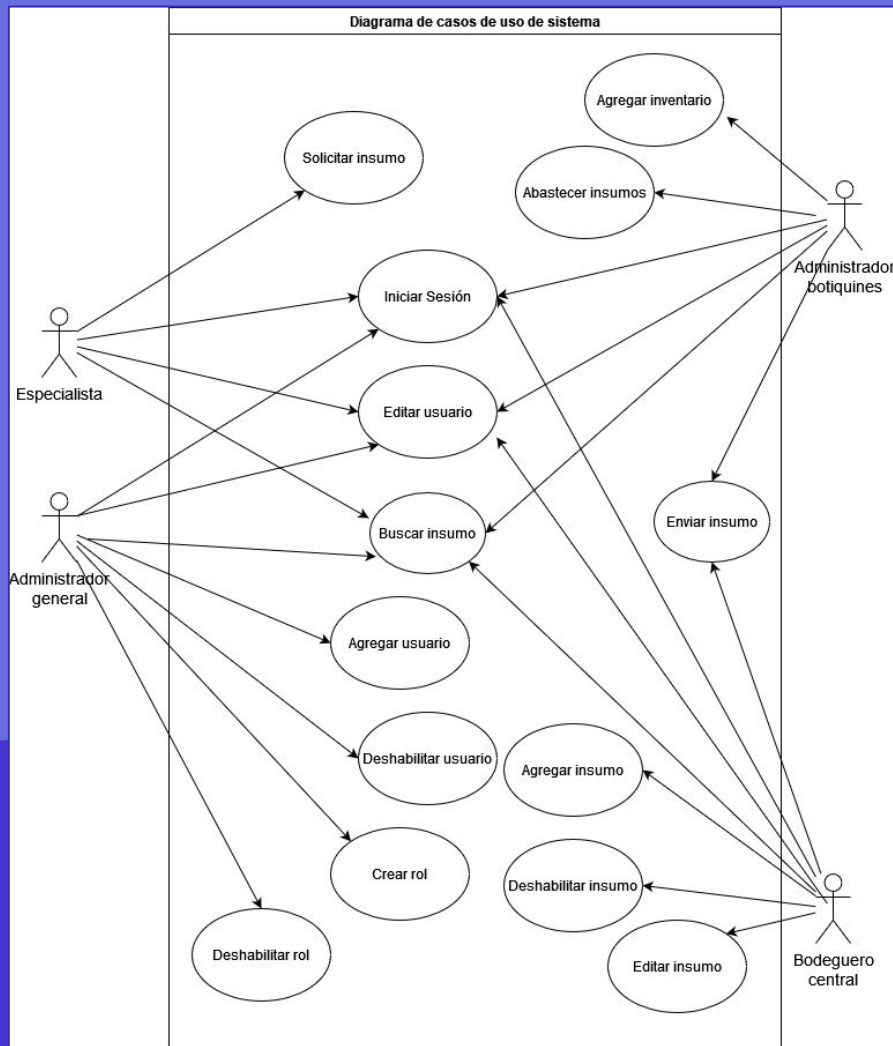 Diagrama de casos de uso de sistema
Agregar inventario
Solicitar insumo
Abastecer insumos
Administrador
botiquines
Iniciar Sesión
Especialista
Editar usuario
Enviar insumo
Buscar insumo
Administrador
general
Agregar usuario
Deshabilitar usuario
Agregar insumo
Crear rol
Deshabilitar insumo
Deshabilitar rol
Editar insumo
Bodeguero
central